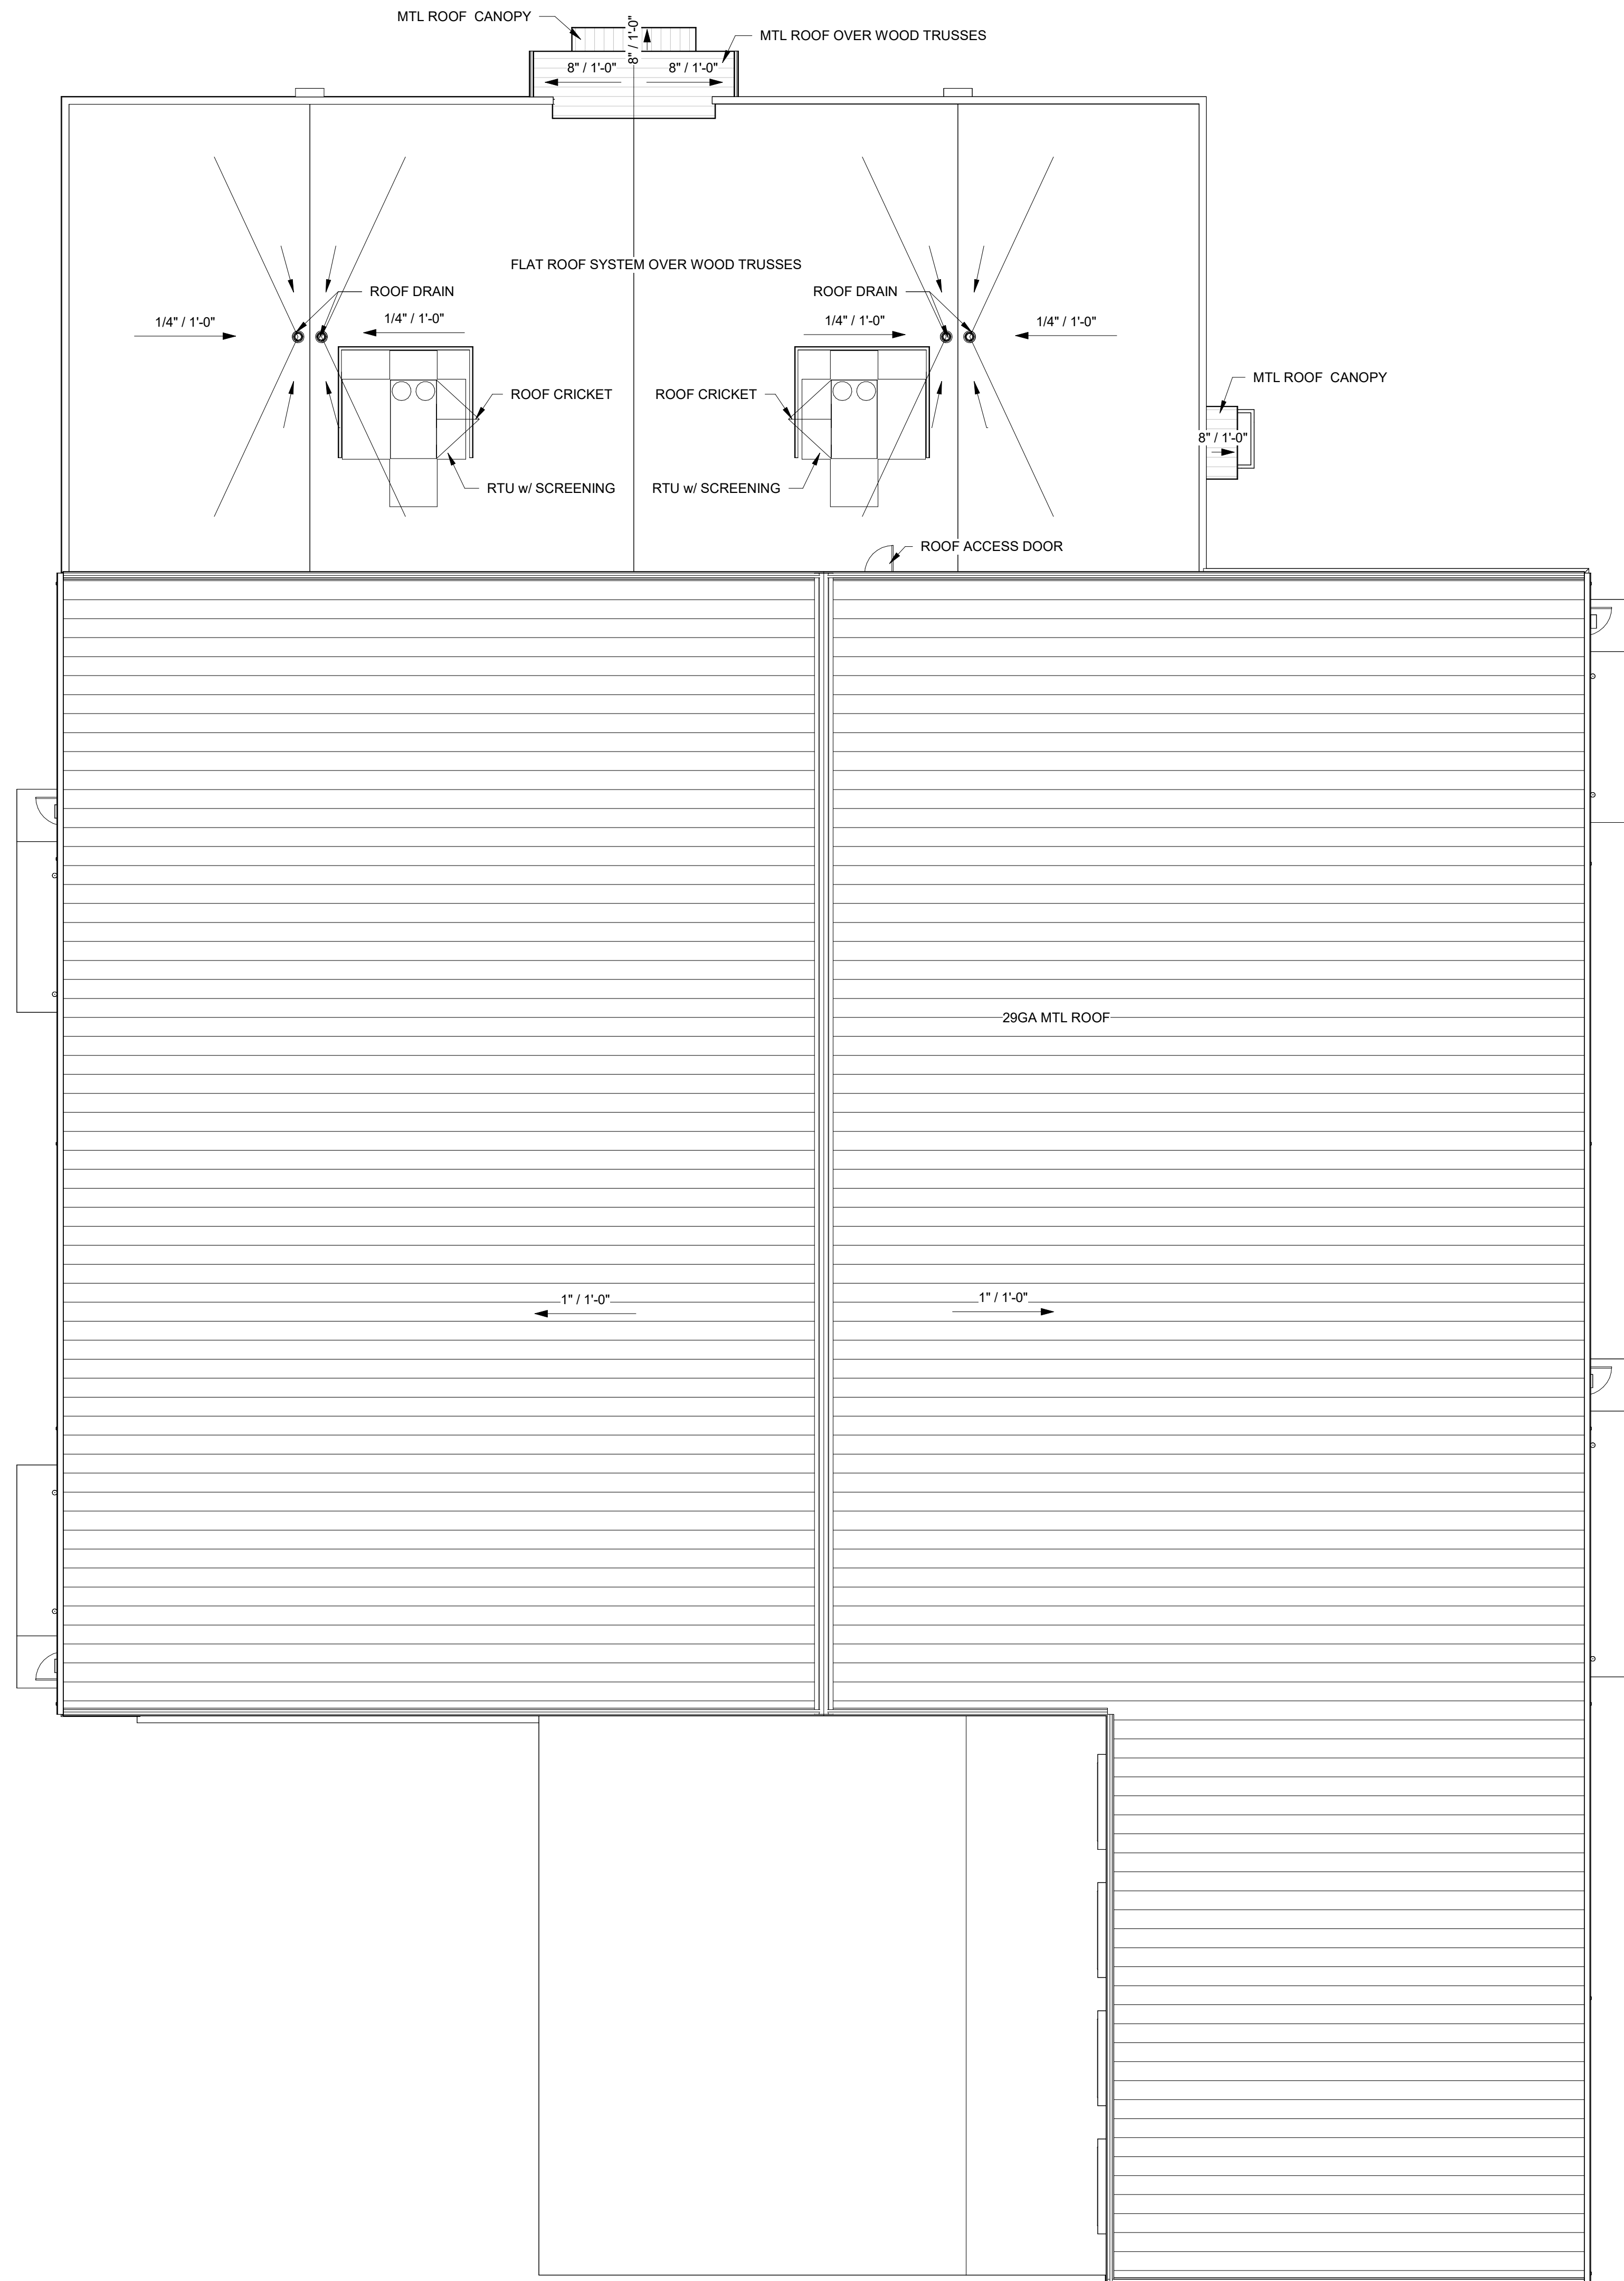 MTL ROOF CANOPY
8" / 1'-0"
MTL ROOF OVER WOOD TRUSSES
8" / 1'-0"
8" / 1'-0"
FLAT ROOF SYSTEM OVER WOOD TRUSSES
ROOF DRAIN
ROOF DRAIN
1/4" / 1'-0"
1/4" / 1'-0"
1/4" / 1'-0"
1/4" / 1'-0"
MTL ROOF CANOPY
ROOF CRICKET
ROOF CRICKET
8" / 1'-0"
RTU w/ SCREENING
RTU w/ SCREENING
ROOF ACCESS DOOR
29GA MTL ROOF
1" / 1'-0"
1" / 1'-0"